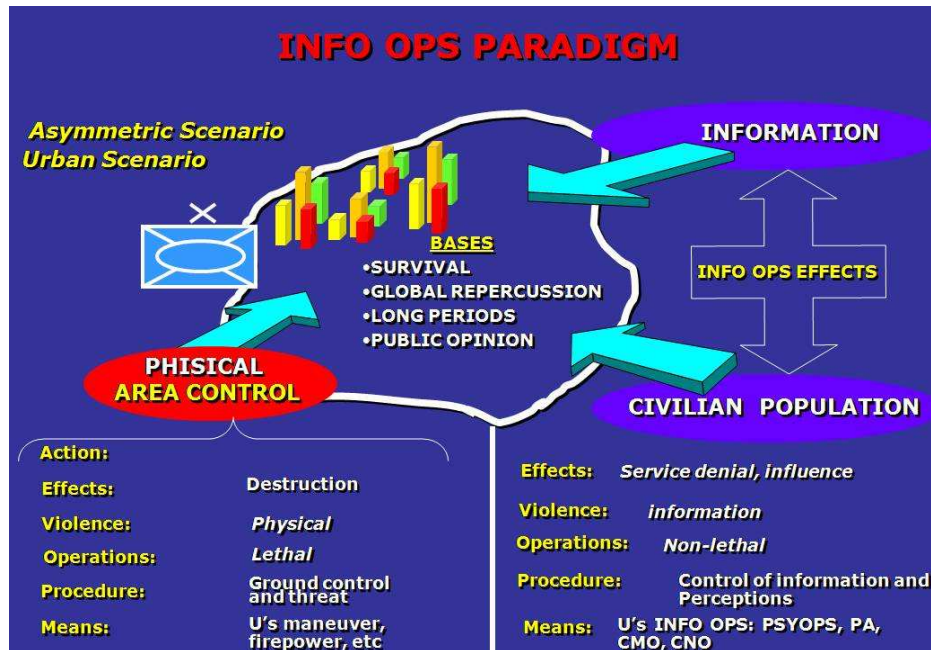 INFO OPS PARADIGM
Asymmetric Scenario
Urban Scenario
INFORMATION
BASES
•SURVIVAL
•GLOBAL REPERCUSSION
•LONG PERIODS
•PUBLIC OPINION
INFO OPS EFFECTS
PHISICAL
AREA CONTROL
CIVILIAN POPULATION
Action:
Effects: Destruction
Violence: Physical
Operations: Lethal
Procedure: Ground control
and threat
Means: U's maneuver,
firepower, etc
Effects: Service denial, influence
Violence: information
Operations: Non-lethal
Procedure: Control of information and
Perceptions
Means: U's INFO OPS: PSYOPS, PA,
CMO, CNO